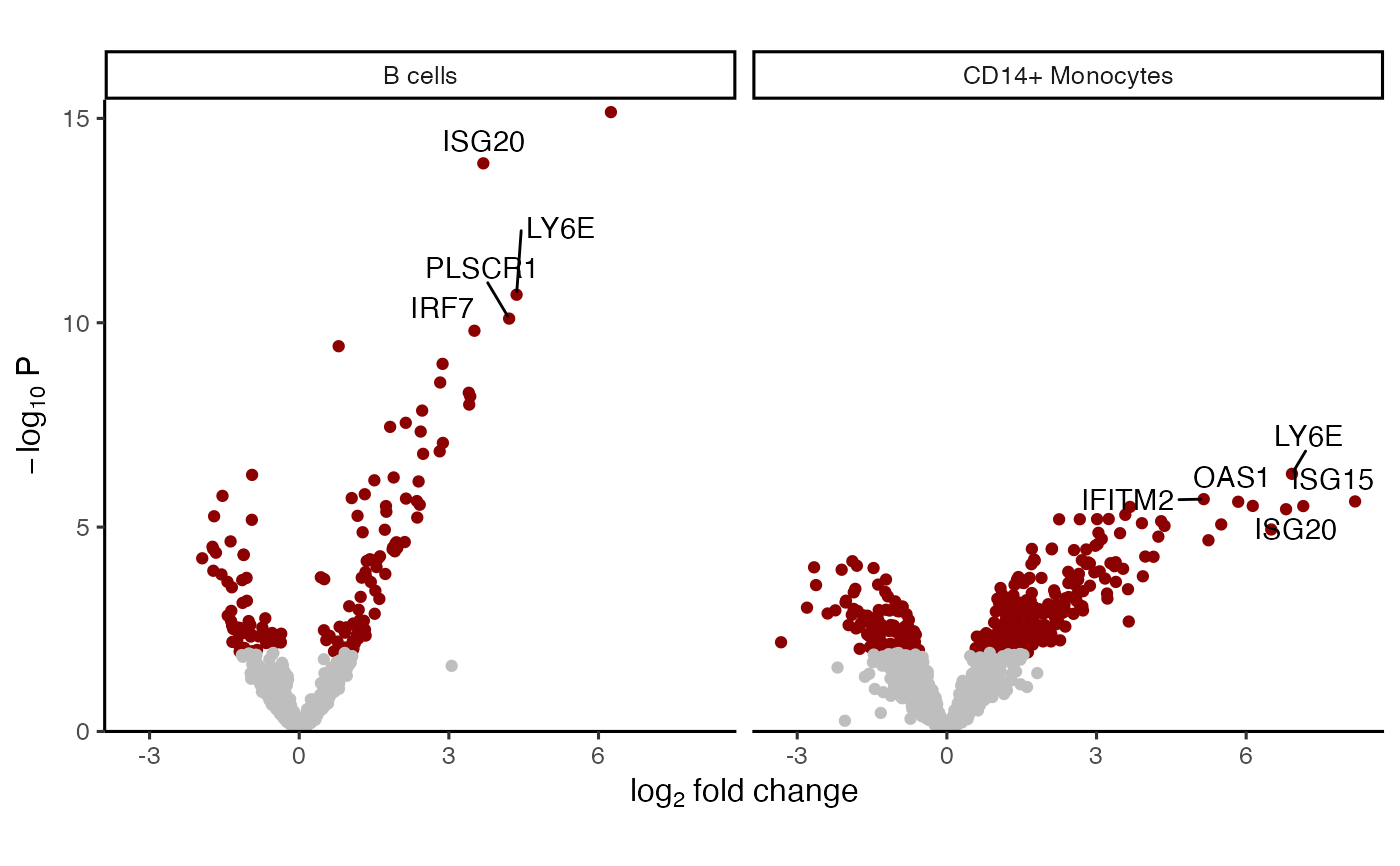 B cells
CD14+ Monocytes
15
ISG20
LY6E
PLSCR1
10
IRF7
−log10 P
LY6E
OAS1
ISG15
IFITM2
5
ISG20
0
-3
0
3
6
-3
0
3
6
log2 fold change